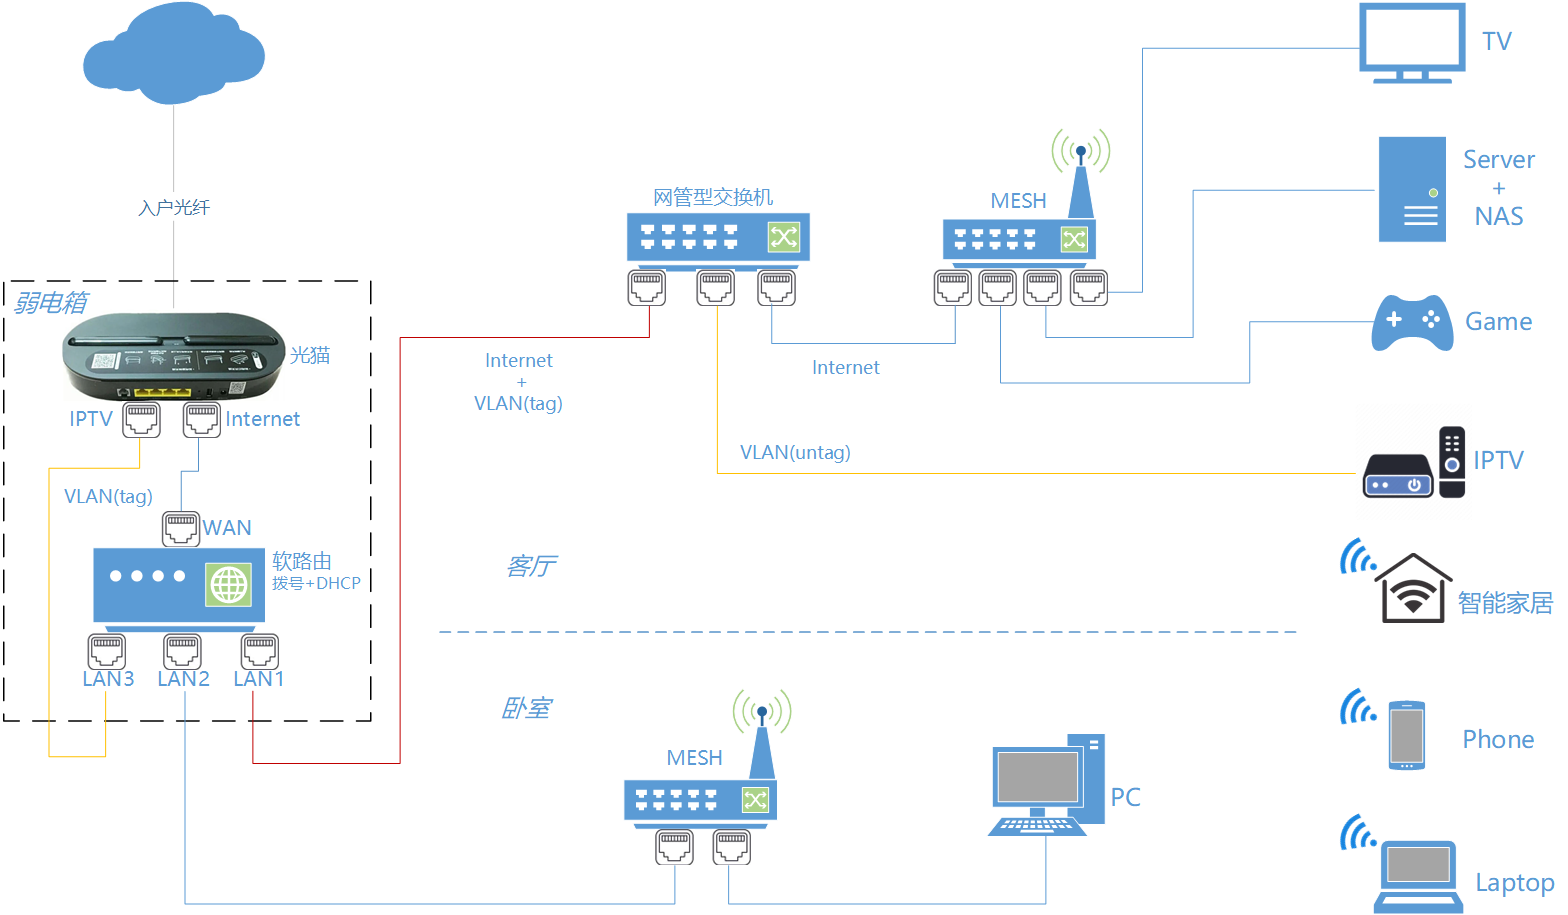 入户光纤
弱电箱
光猫
IPTV
Internet
VLAN(tag)
WAN
软路由
拨号+DHCP
LAN3
LAN2
LAN1
Internet
+
VLAN(tag)
网管型交换机
Internet
VLAN(untag)
MESH
客厅
卧室
MESH
PC
TV
Server
+
NAS
Game
IPTV
智能家居
Phone
Laptop